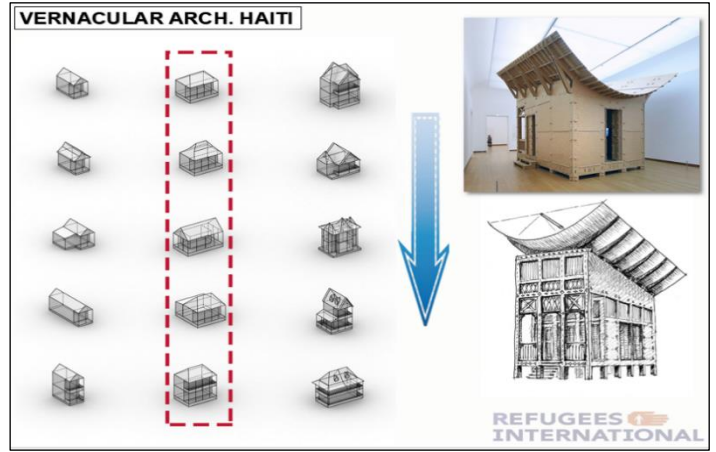 VERNACULAR ARCH. HAITI
REFUGEES
INTERNATIONAL